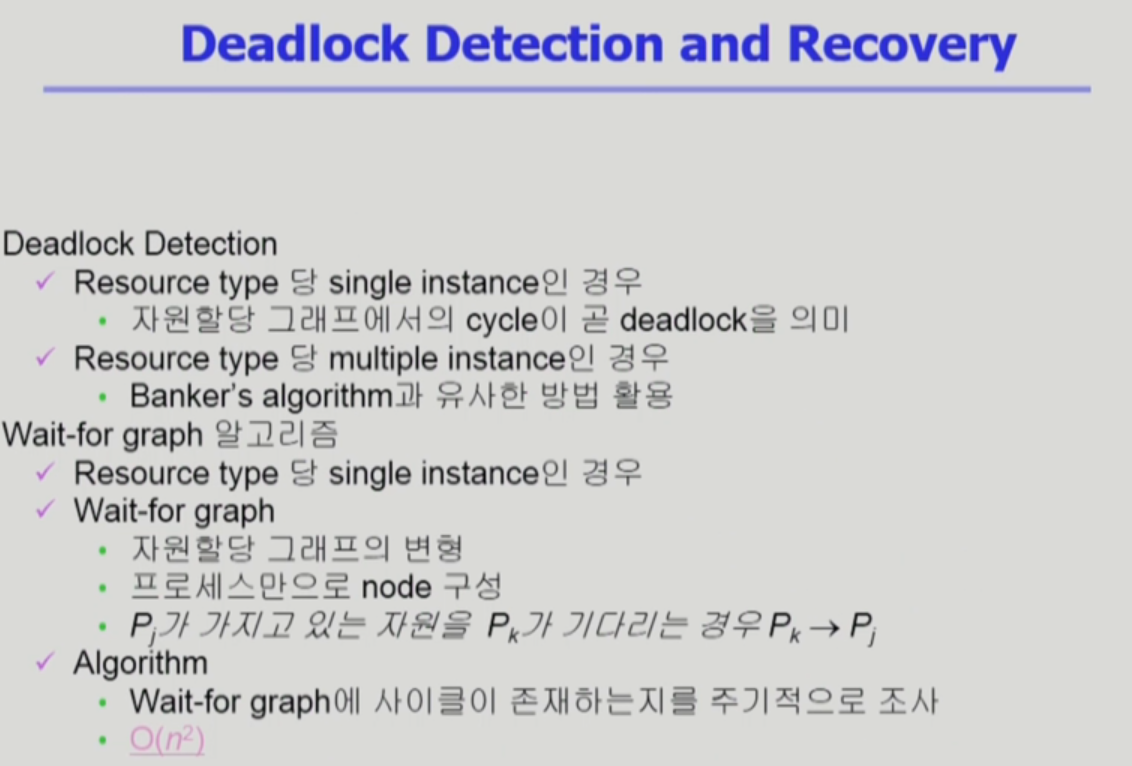 Deadlock Detection and Recovery
Deadlock Detection
✓ Resource type 당 single instance인 경우
• 자원할당 그래프에서의 cycle이 곧 deadlock을 의미
✓ Resource type 당 multiple instance인 경우
• Banker's algorithm과 유사한 방법 활용
Wait-for graph 알고리즘
✓ Resource type 당 single instance인 경우
✓ Wait-for graph
• 자원할당 그래프의 변형
• 프로세스만으로 node 구성
• Pj가 가지고 있는 자원을 Pk가 기다리는 경우 Pk → Pj
✓ Algorithm
• Wait-for graph에 사이클이 존재하는지를 주기적으로 조사
• O(n²)